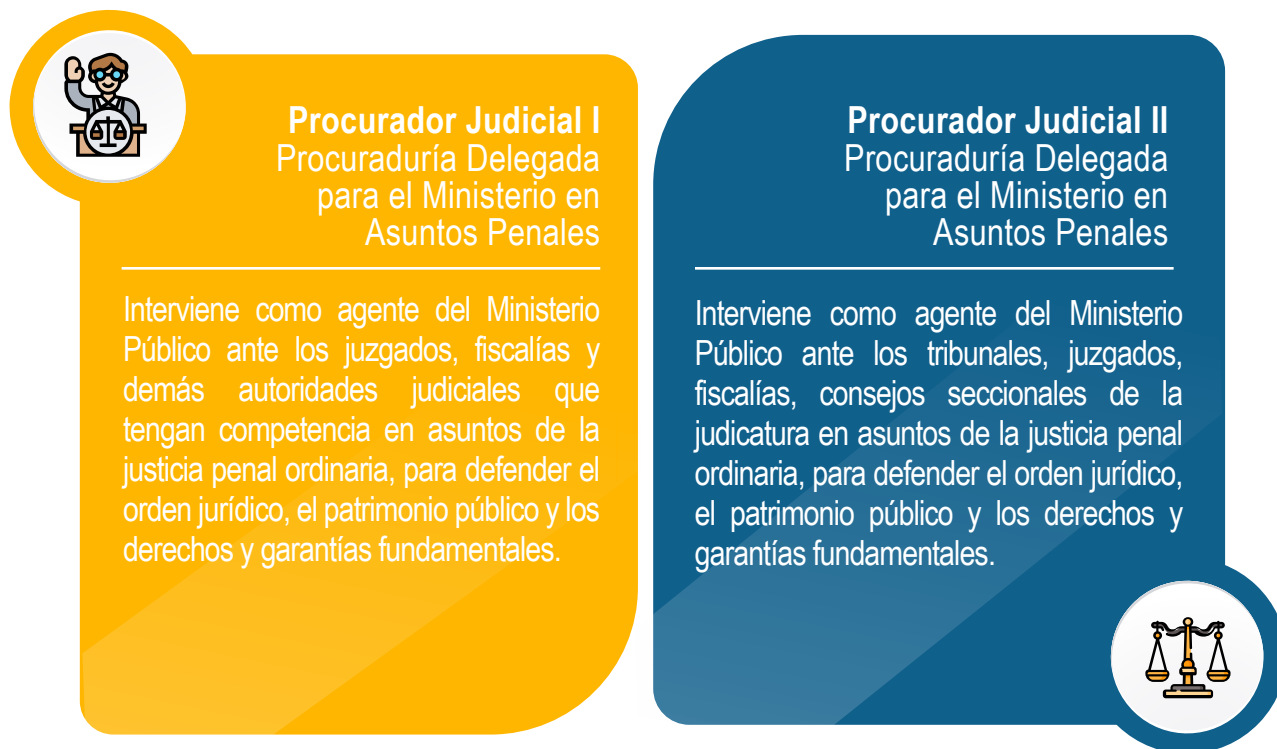 Procurador Judicial I
Procuraduría Delegada
para el Ministerio en
Asuntos Penales
Interviene como agente del Ministerio
Público ante los juzgados, fiscalías y
demás autoridades judiciales que
tengan competencia en asuntos de la
justicia penal ordinaria, para defender el
orden jurídico, el patrimonio público y los
derechos y garantías fundamentales.
Procurador Judicial II
Procuraduría Delegada
para el Ministerio en
Asuntos Penales
Interviene como agente del Ministerio
Público ante los tribunales, juzgados,
fiscalías, consejos seccionales de la
judicatura en asuntos de la justicia penal
ordinaria, para defender el orden jurídico,
el patrimonio público y los derechos y
garantías fundamentales.